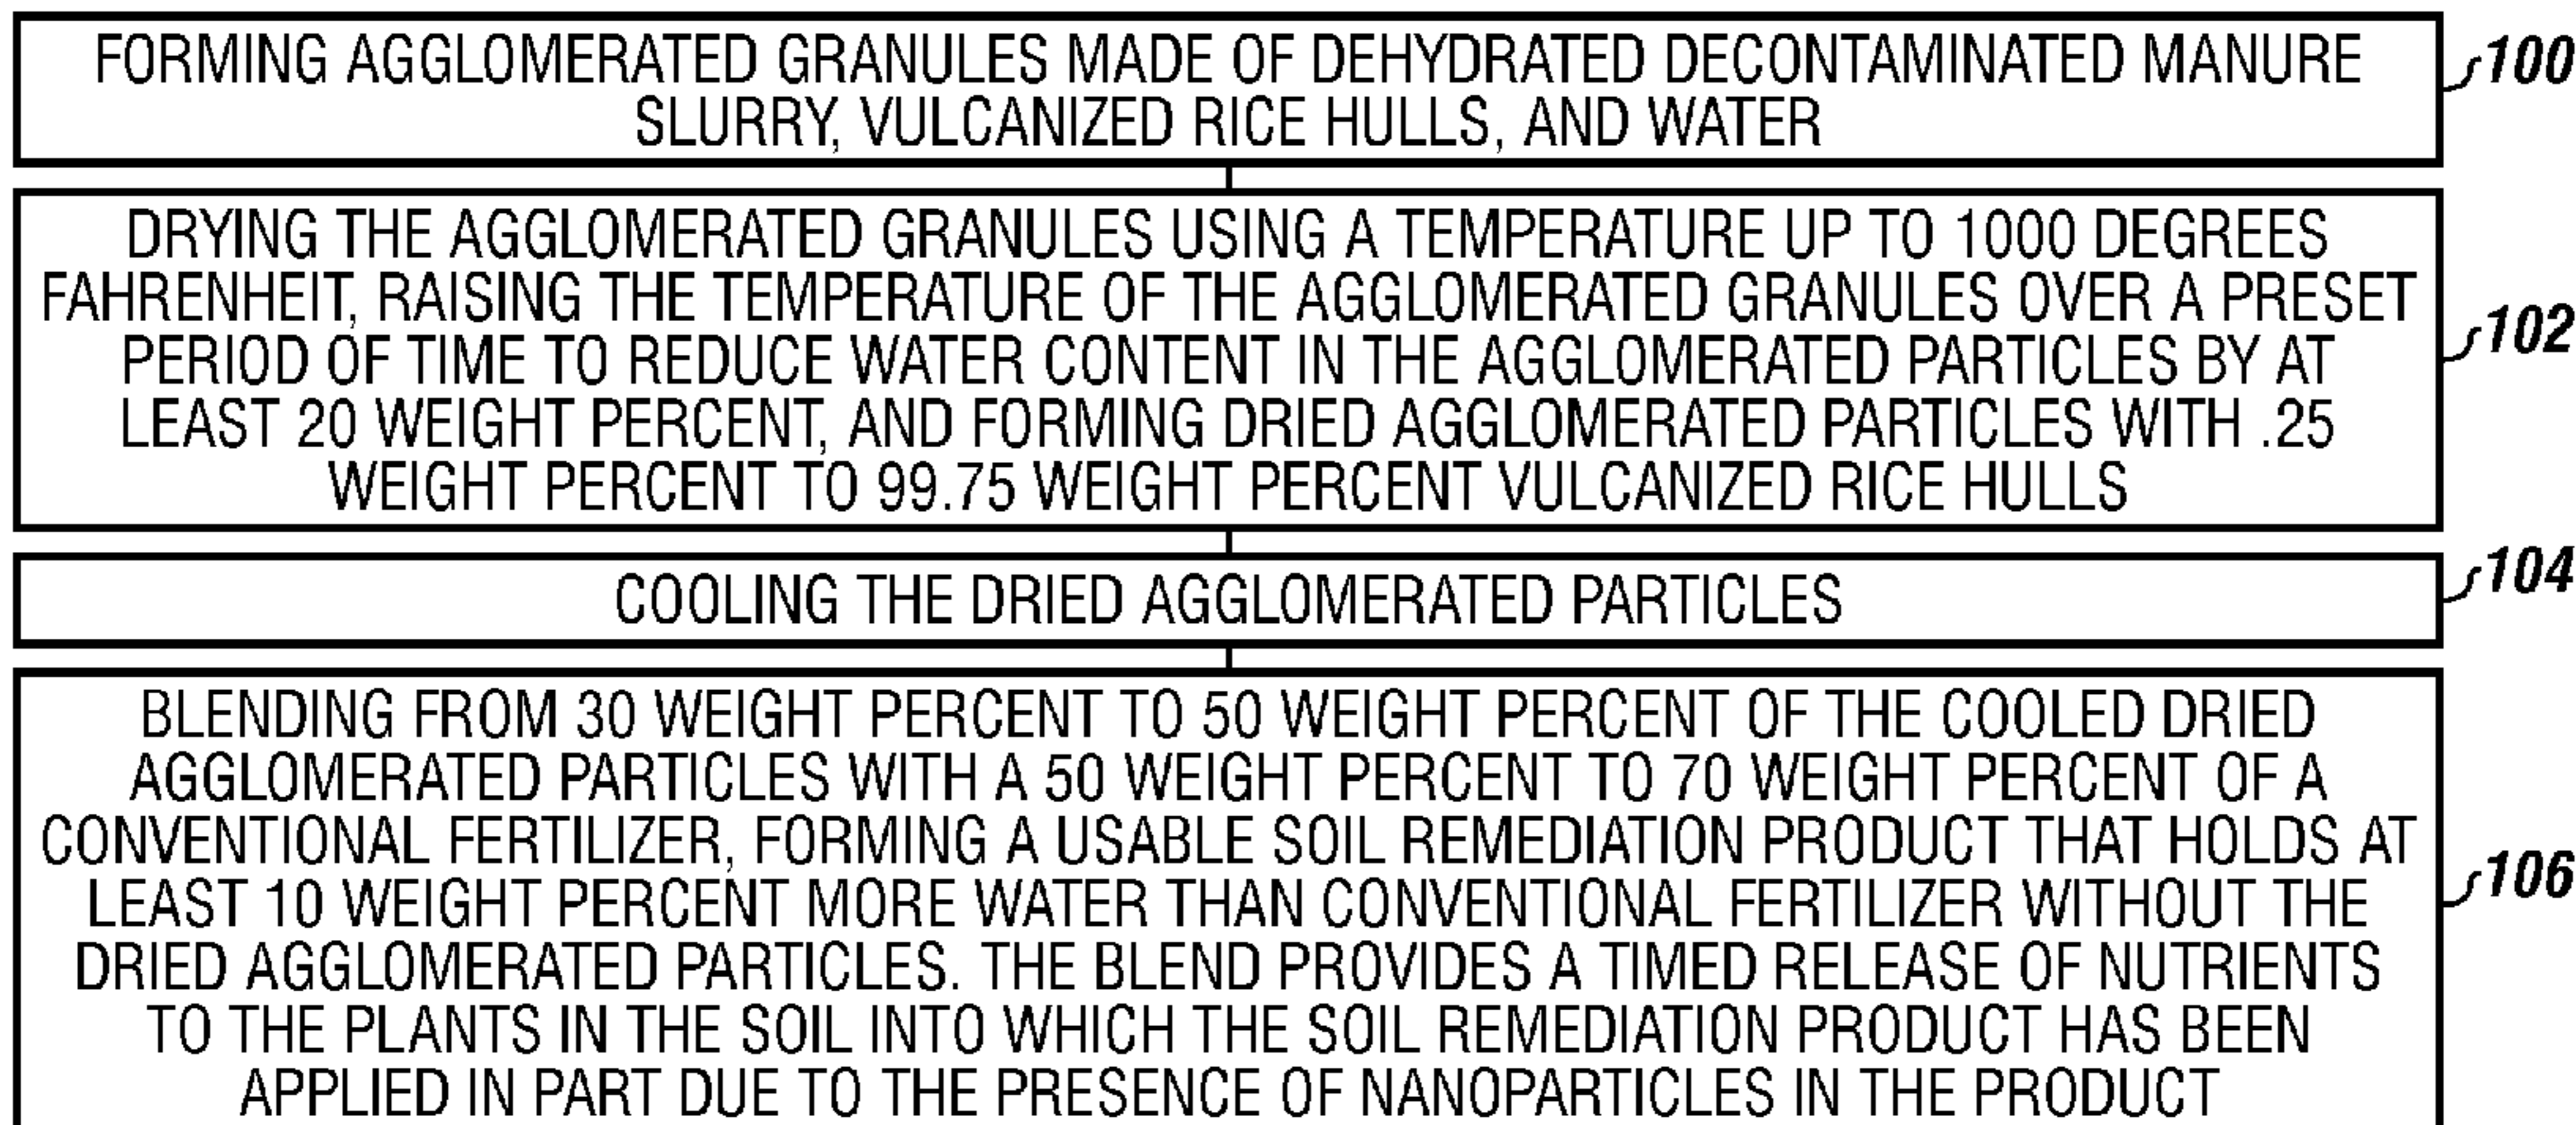 FORMING AGGLOMERATED GRANULES MADE OF DEHYDRATED DECONTAMINATED MANURE
SLURRY, VULCANIZED RICE HULLS, AND WATER
100
DRYING THE AGGLOMERATED GRANULES USING A TEMPERATURE UP TO 1000 DEGREES
FAHRENHEIT, RAISING THE TEMPERATURE OF THE AGGLOMERATED GRANULES OVER A PRESET
PERIOD OF TIME TO REDUCE WATER CONTENT IN THE AGGLOMERATED PARTICLES BY AT
LEAST 20 WEIGHT PERCENT, AND FORMING DRIED AGGLOMERATED PARTICLES WITH .25
WEIGHT PERCENT TO 99.75 WEIGHT PERCENT VULCANIZED RICE HULLS
102
COOLING THE DRIED AGGLOMERATED PARTICLES
104
BLENDING FROM 30 WEIGHT PERCENT TO 50 WEIGHT PERCENT OF THE COOLED DRIED
AGGLOMERATED PARTICLES WITH A 50 WEIGHT PERCENT TO 70 WEIGHT PERCENT OF A
CONVENTIONAL FERTILIZER, FORMING A USABLE SOIL REMEDIATION PRODUCT THAT HOLDS AT
LEAST 10 WEIGHT PERCENT MORE WATER THAN CONVENTIONAL FERTILIZER WITHOUT THE
DRIED AGGLOMERATED PARTICLES. THE BLEND PROVIDES A TIMED RELEASE OF NUTRIENTS
TO THE PLANTS IN THE SOIL INTO WHICH THE SOIL REMEDIATION PRODUCT HAS BEEN
APPLIED IN PART DUE TO THE PRESENCE OF NANOPARTICLES IN THE PRODUCT
106